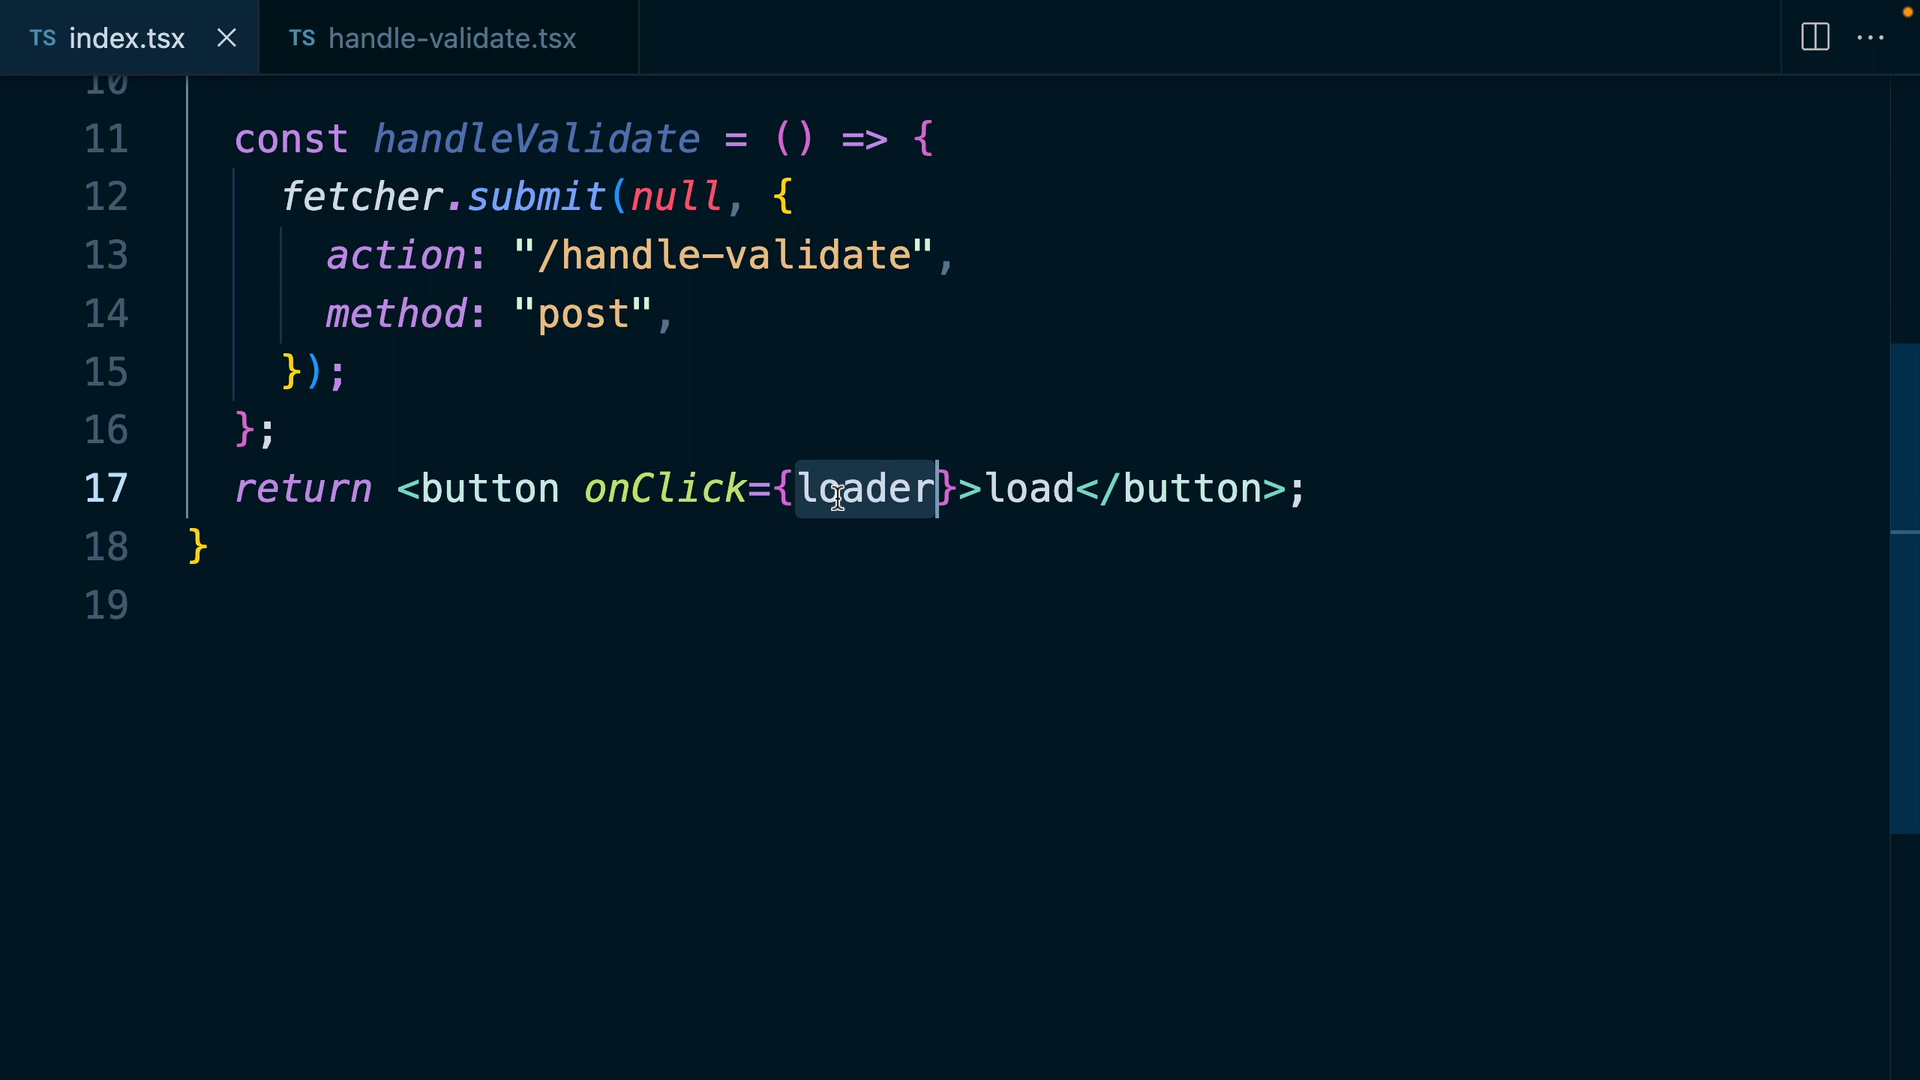 TS index.tsx TS handle-validate.tsx
10
11 const handleValidate = () => {
12 fetcher.submit(null, {
13 action: "/handle-validate",
14 method: "post",
15 });
16 };
17 return <button onClick={loader}>load</button>;
18 }
19